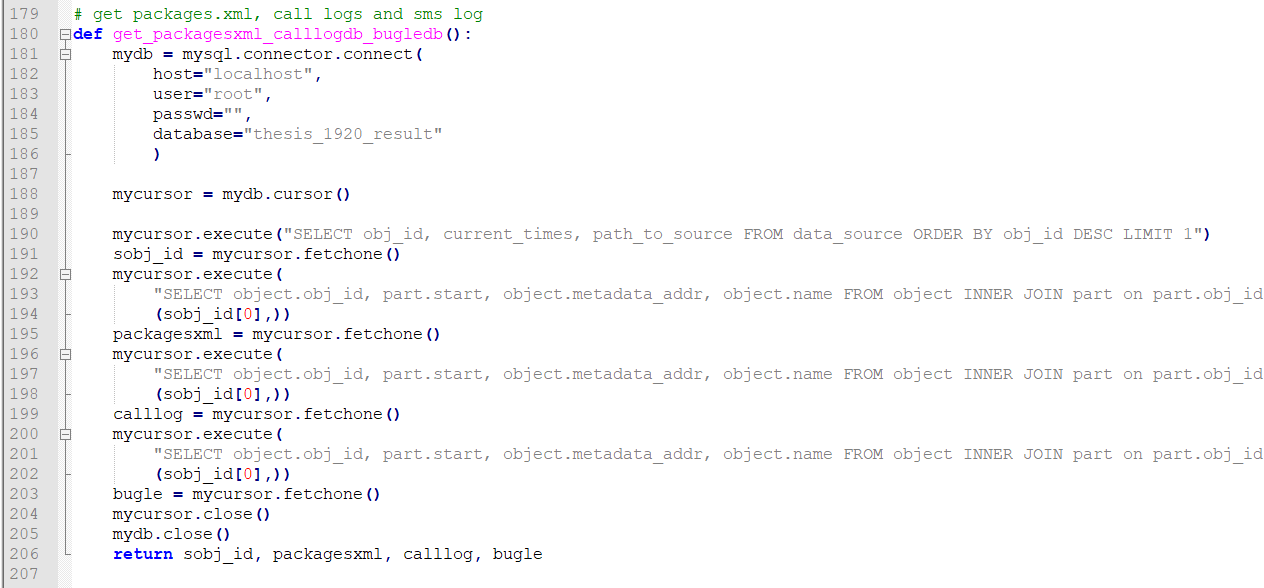 179 # get packages.xml, call logs and sms log
180 def get_packagesxml_calllogdb_bugledb():
181 mydb = mysql.connector.connect(
182 host="localhost",
183 user="root",
184 passwd="",
185 database="thesis_1920_result"
186 )
187
188 mycursor = mydb.cursor()
189
190 mycursor.execute("SELECT obj_id, current_times, path_to_source FROM data_source ORDER BY obj_id DESC LIMIT 1")
191 sobj_id = mycursor.fetchone()
192 mycursor.execute(
193 "SELECT object.obj_id, part.start, object.metadata_addr, object.name FROM object INNER JOIN part on part.obj_id
194 (sobj_id[0],))
195 packagesxml = mycursor.fetchone()
196 mycursor.execute(
197 "SELECT object.obj_id, part.start, object.metadata_addr, object.name FROM object INNER JOIN part on part.obj_id
198 (sobj_id[0],))
199 calllog = mycursor.fetchone()
200 mycursor.execute(
201 "SELECT object.obj_id, part.start, object.metadata_addr, object.name FROM object INNER JOIN part on part.obj_id
202 (sobj_id[0],))
203 bugle = mycursor.fetchone()
204 mycursor.close()
205 mydb.close()
206 return sobj_id, packagesxml, calllog, bugle
207